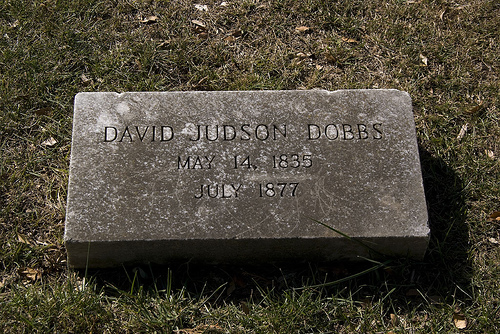 DAVID JUDSON DOBBS
MAY 14, 1835
JULY 1877